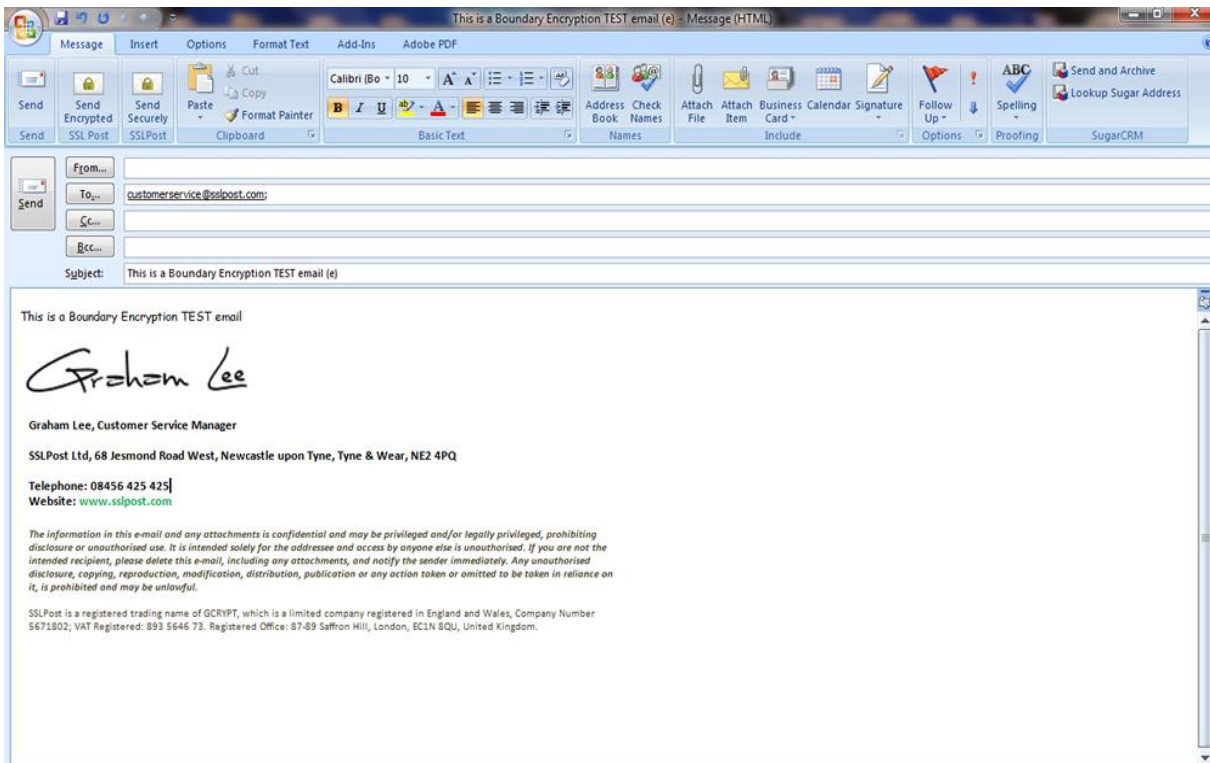 This is a Boundary Encryption TEST email (e) - Message (HTML)
Message Insert Options Format Text Add-Ins Adobe PDF
Send
Send Encrypted
Send Securely
Paste
Cut
Copy
Format Painter
Calibri (Bo 10
B I U
Address Book
Check Names
Attach File
Attach Item
Business Card
Calendar
Signature
Follow Up
ABC
Spelling
Send and Archive
Lookup Sugar Address
Send SSL Post SSLPost Clipboard Basic Text Names Include Options Proofing SugarCRM
Send
From...
To...
customerservice@sslpost.com;
Cc...
Bcc...
Subject: This is a Boundary Encryption TEST email (e)
This is a Boundary Encryption TEST email
Graham Lee
Graham Lee, Customer Service Manager
SSLPost Ltd, 68 Jesmond Road West, Newcastle upon Tyne, Tyne & Wear, NE2 4PQ
Telephone: 08456 425 425
Website: www.sslpost.com
The information in this e-mail and any attachments is confidential and may be privileged and/or legally privileged, prohibiting
disclosure or unauthorised use. It is intended solely for the addressee and access by anyone else is unauthorised. If you are not the
intended recipient, please delete this e-mail, including any attachments, and notify the sender immediately. Any unauthorised
disclosure, copying, reproduction, modification, distribution, publication or any action taken or omitted to be taken in reliance on
it, is prohibited and may be unlawful.
SSLPost is a registered trading name of GCRYPT, which is a limited company registered in England and Wales, Company Number
5671802; VAT Registered: 893 5646 73. Registered Office: 87-89 Saffron Hill, London, EC1N 8QU, United Kingdom.